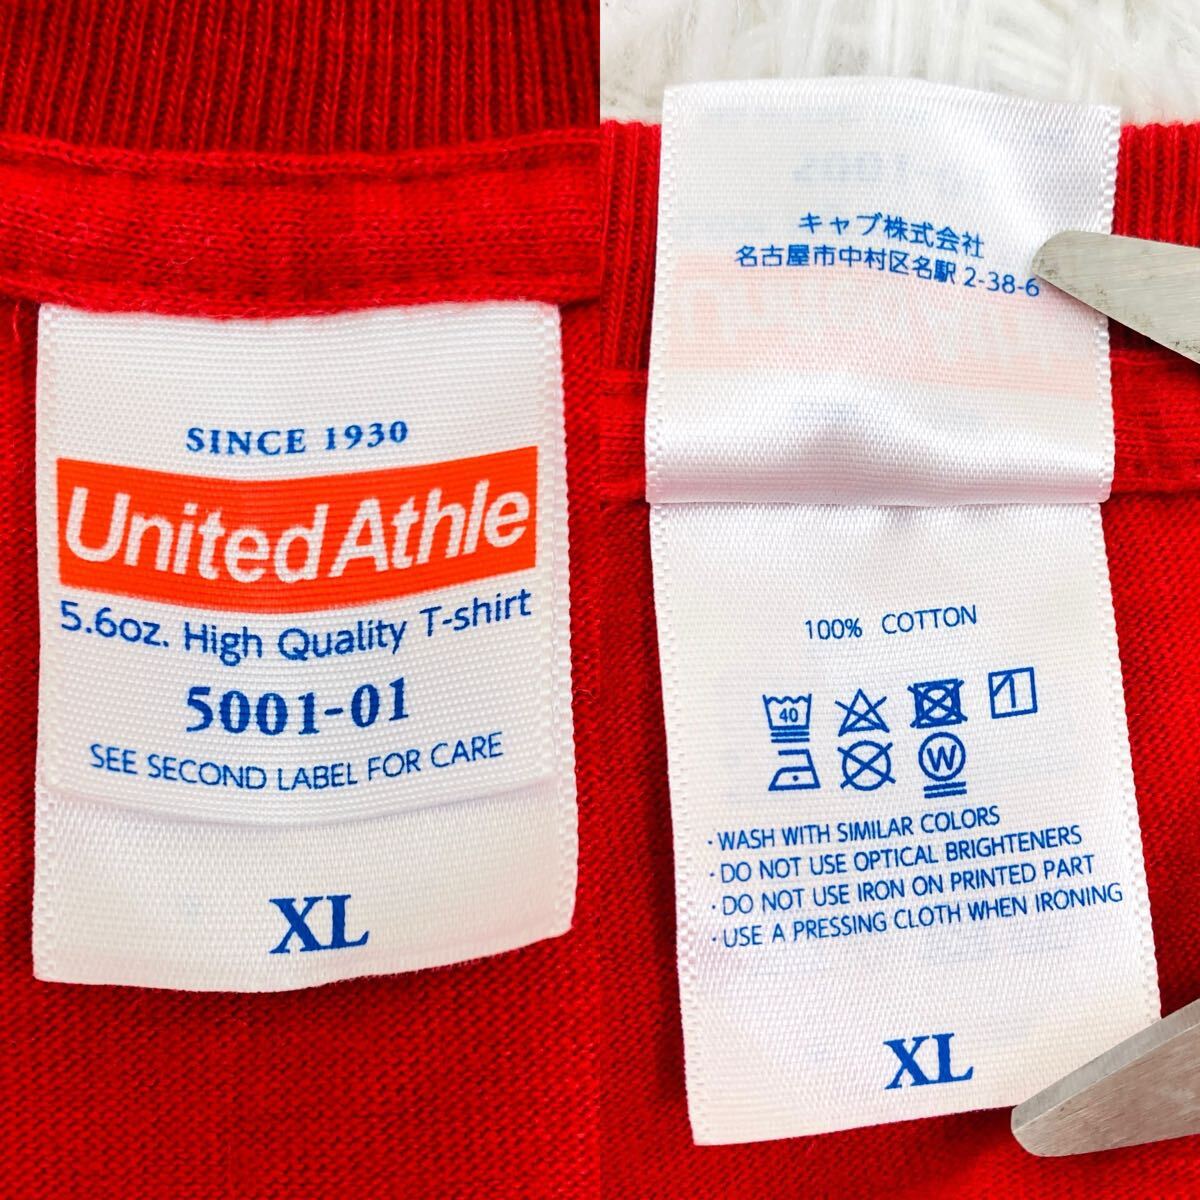 SINCE 1930
United Athle
5.6oz. High Quality T-shirt
5001-01
SEE SECOND LABEL FOR CARE
XL
キャブ株式会社
名古屋市中村区名駅 2-38-6
100% COTTON
40
1
W
・WASH WITH SIMILAR COLORS
・DO NOT USE OPTICAL BRIGHTENERS
・DO NOT USE IRON ON PRINTED PART
・USE A PRESSING CLOTH WHEN IRONING
XL